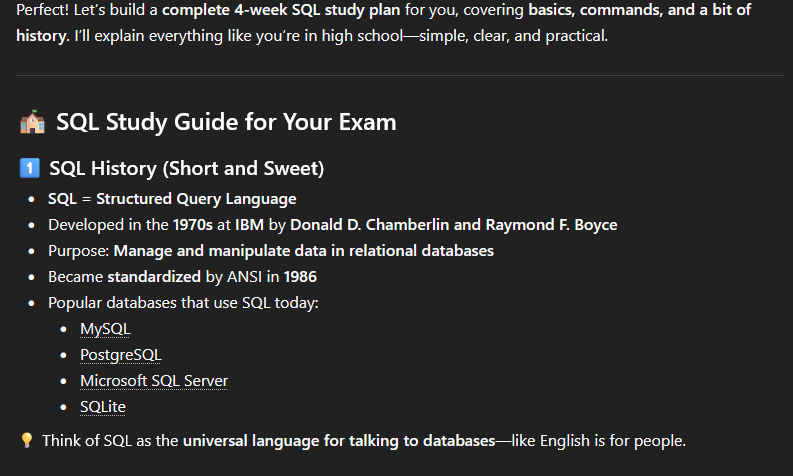 Perfect! Let's build a complete 4-week SQL study plan for you, covering basics, commands, and a bit of
history. I'll explain everything like you're in high school—simple, clear, and practical.
🏫 SQL Study Guide for Your Exam
1️⃣ SQL History (Short and Sweet)
• SQL = Structured Query Language
• Developed in the 1970s at IBM by Donald D. Chamberlin and Raymond F. Boyce
• Purpose: Manage and manipulate data in relational databases
• Became standardized by ANSI in 1986
• Popular databases that use SQL today:
• MySQL
• PostgreSQL
• Microsoft SQL Server
• SQLite
💡 Think of SQL as the universal language for talking to databases—like English is for people.